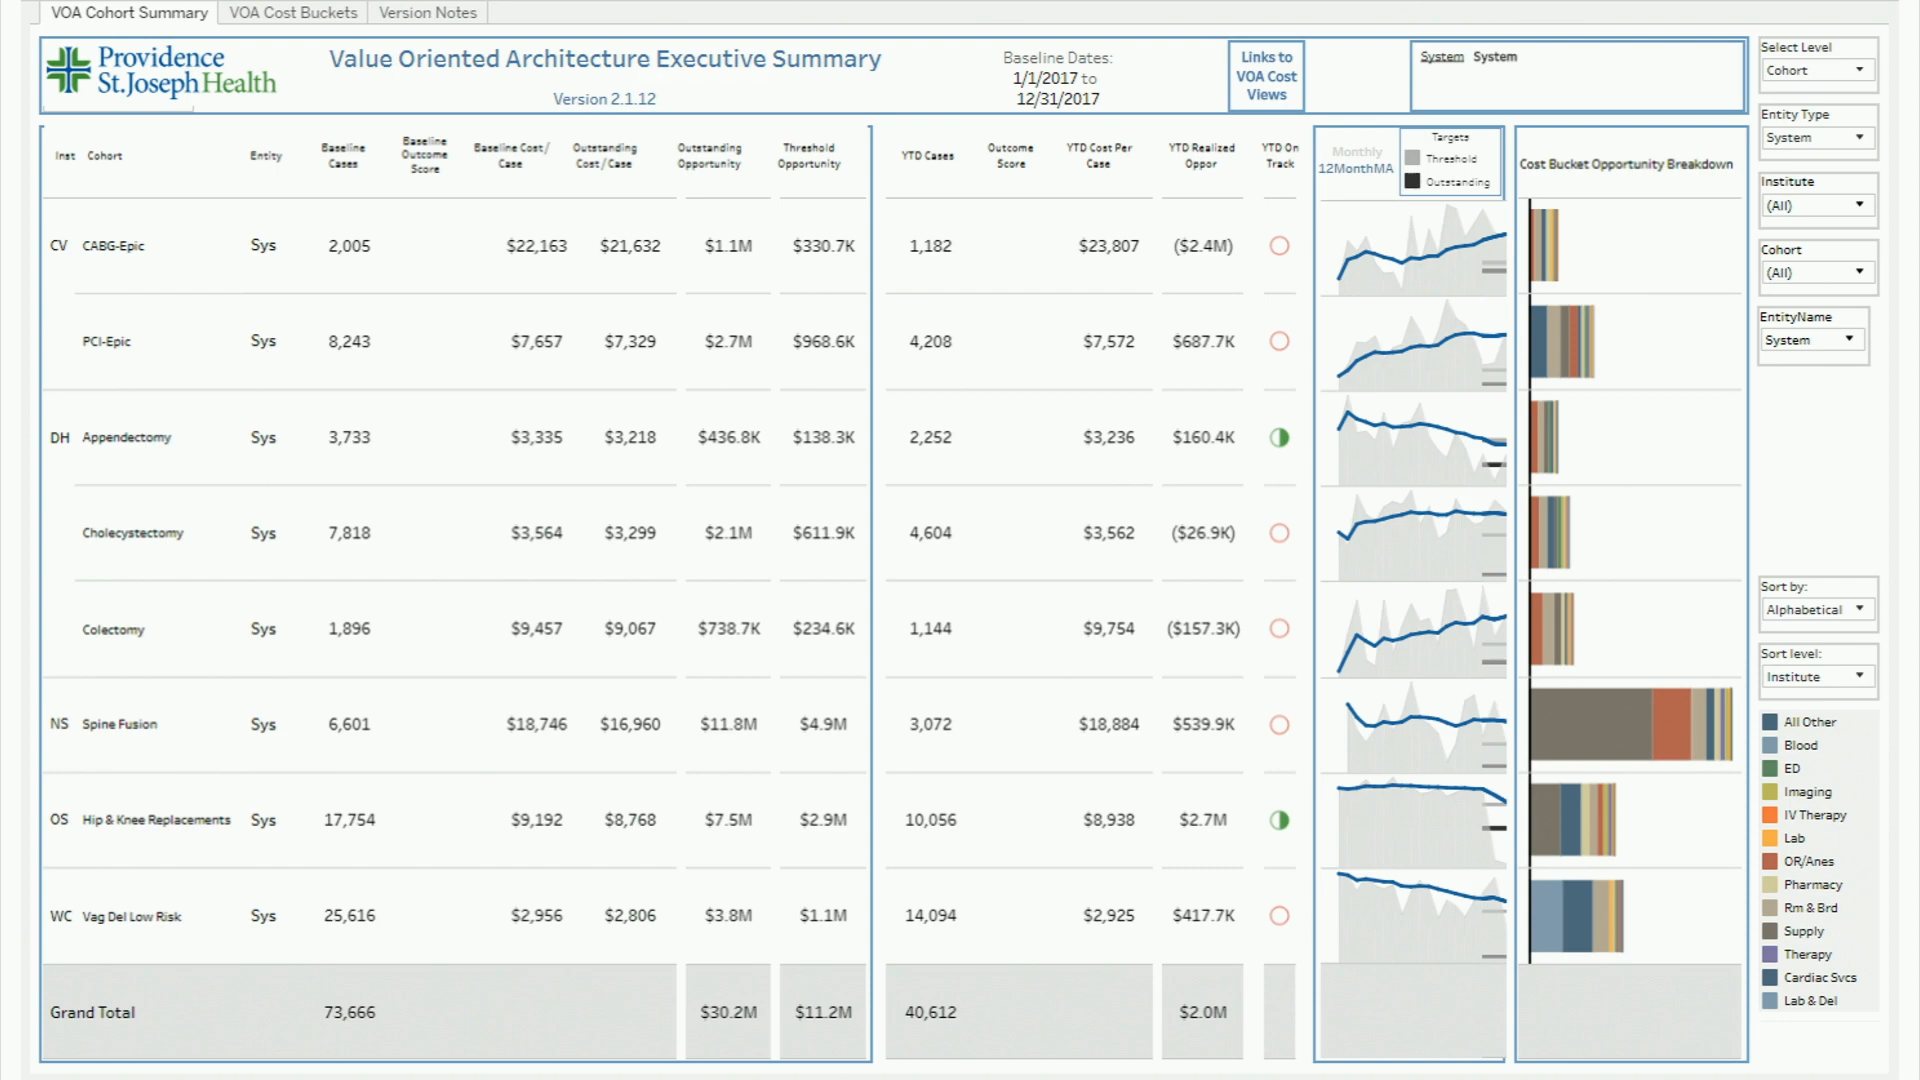 VOA Cohort Summary VOA Cost Buckets Version Notes
Providence
St.Joseph Health
Value Oriented Architecture Executive Summary
Version 2.1.12
Baseline Dates:
1/1/2017 to
12/31/2017
Links to
VOA Cost
Views
System System
Select Level
Cohort
Entity Type
System
Institute
(All)
Cohort
(All)
EntityName
System
Inst Cohort Entity Baseline Cases Baseline Outcome Score Baseline Cost / Case Outstanding Cost / Case Outstanding Opportunity Threshold Opportunity YTD Cases Outcome Score YTD Cost Per Case YTD Realized Oppor YTD On Track
Monthly
12MonthMA
Targets
Threshold
Outstanding
Cost Bucket Opportunity Breakdown
CV CABG-Epic Sys 2,005 $22,163 $21,632 $1.1M $330.7K 1,182 $23,807 ($2.4M)
PCI-Epic Sys 8,243 $7,657 $7,329 $2.7M $968.6K 4,208 $7,572 $687.7K
DH Appendectomy Sys 3,733 $3,335 $3,218 $436.8K $138.3K 2,252 $3,236 $160.4K
Cholecystectomy Sys 7,818 $3,564 $3,299 $2.1M $611.9K 4,604 $3,562 ($26.9K)
Colectomy Sys 1,896 $9,457 $9,067 $738.7K $234.6K 1,144 $9,754 ($157.3K)
NS Spine Fusion Sys 6,601 $18,746 $16,960 $11.8M $4.9M 3,072 $18,884 $539.9K
OS Hip & Knee Replacements Sys 17,754 $9,192 $8,768 $7.5M $2.9M 10,056 $8,938 $2.7M
WC Vag Del Low Risk Sys 25,616 $2,956 $2,806 $3.8M $1.1M 14,094 $2,925 $417.7K
Grand Total 73,666 $30.2M $11.2M 40,612 $2.0M
Sort by:
Alphabetical
Sort level:
Institute
All Other
Blood
ED
Imaging
IV Therapy
Lab
OR/Anes
Pharmacy
Rm & Brd
Supply
Therapy
Cardiac Svcs
Lab & Del